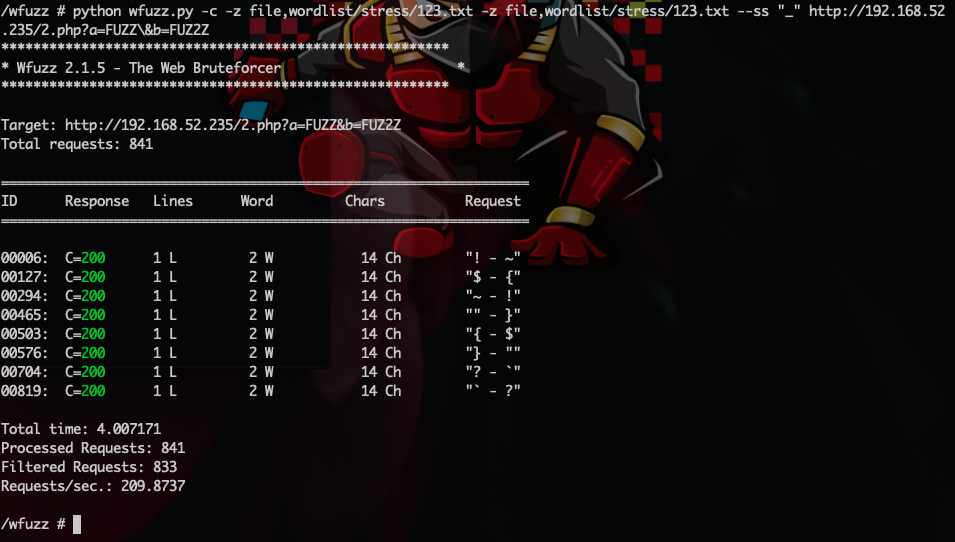 /wfuzz # python wfuzz.py -c -z file,wordlist/stress/123.txt -z file,wordlist/stress/123.txt --ss "_" http://192.168.52
.235/2.php?a=FUZZ\&b=FUZ2Z
********************************************************
* Wfuzz 2.1.5 - The Web Bruteforcer                      *
********************************************************
Target: http://192.168.52.235/2.php?a=FUZZ&b=FUZ2Z
Total requests: 841
==================================================================
ID      Response   Lines      Word         Chars          Request
==================================================================
00006:  C=200      1 L         2 W           14 Ch        "! - ~"
00127:  C=200      1 L         2 W           14 Ch        "$ - {"
00294:  C=200      1 L         2 W           14 Ch        "~ - !"
00465:  C=200      1 L         2 W           14 Ch        "" - }"
00503:  C=200      1 L         2 W           14 Ch        "{ - $"
00576:  C=200      1 L         2 W           14 Ch        "} - ""
00704:  C=200      1 L         2 W           14 Ch        "? - `"
00819:  C=200      1 L         2 W           14 Ch        "` - ?"
Total time: 4.007171
Processed Requests: 841
Filtered Requests: 833
Requests/sec.: 209.8737
/wfuzz #